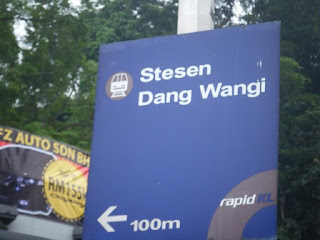 Stesen
Dang Wangi
rapidKL
100m
FZ AUTO SDN BH
RM155